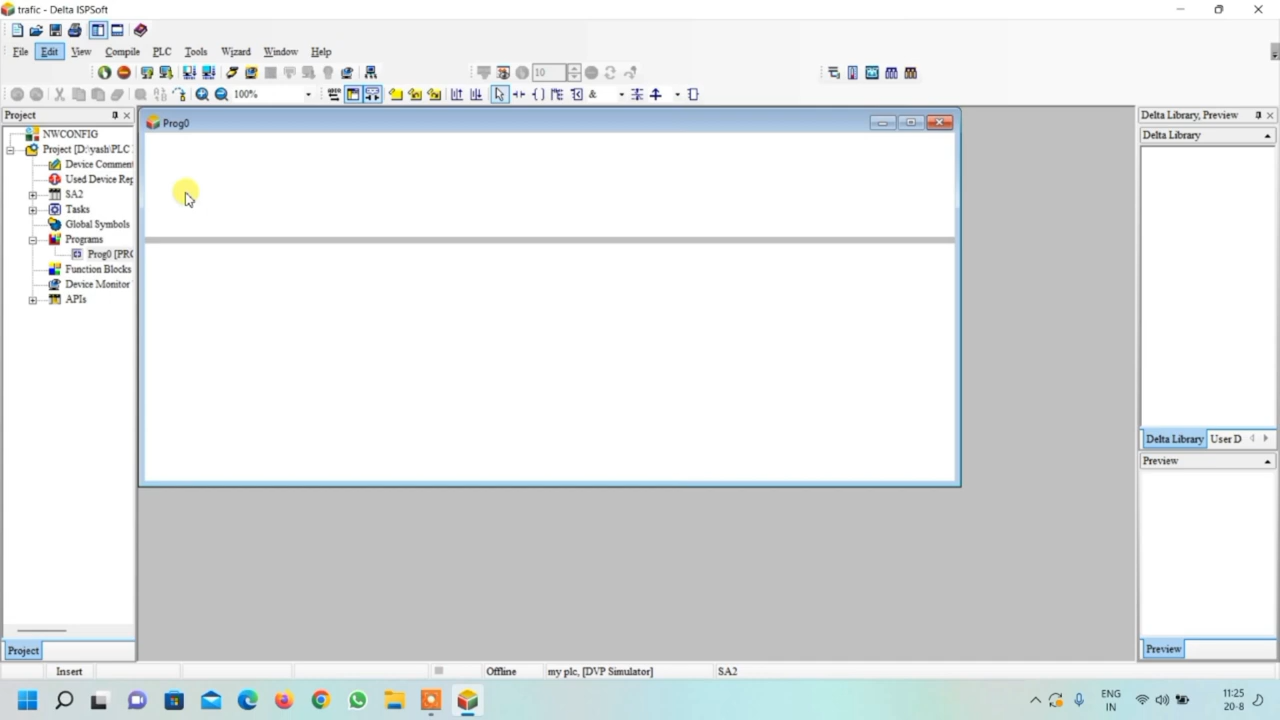 trafic - Delta ISPSoft
File Edit View Compile PLC Tools Wizard Window Help
10
100%
&
Project
NWCONFIG
Project [D:\yash\PLC
Device Comment
Used Device Rep
SA2
Tasks
Global Symbols
Programs
Prog0 [PRC
Function Blocks
Device Monitor
APIs
Project
Prog0
Delta Library, Preview
Delta Library
Delta Library User D
Preview
Preview
Insert Offline my plc, [DVP Simulator] SA2
ENG
IN
11:25
20-8